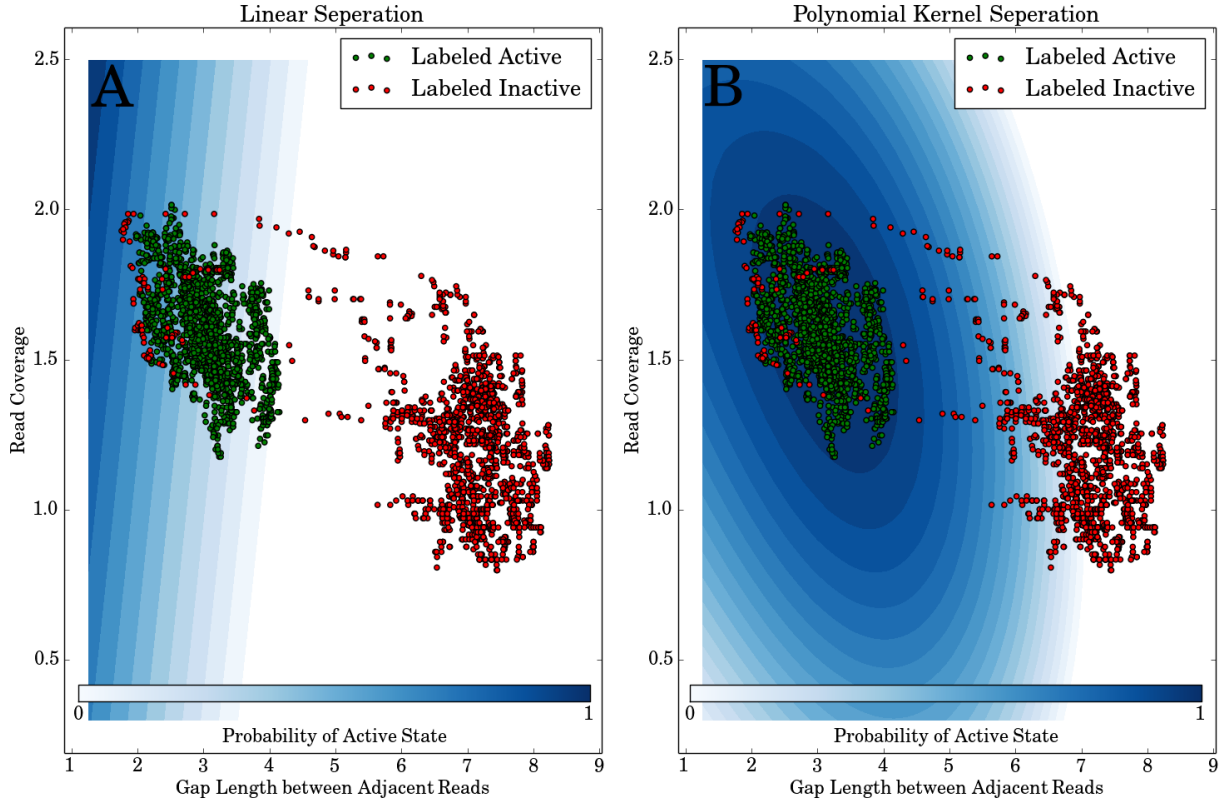 Linear Seperation
A
Labeled Active
Labeled Inactive
2.5
2.0
1.5
1.0
0.5
Read Coverage
0
1
Probability of Active State
1 2 3 4 5 6 7 8 9
Gap Length between Adjacent Reads
Polynomial Kernel Seperation
B
Labeled Active
Labeled Inactive
2.5
2.0
1.5
1.0
0.5
Read Coverage
0
1
Probability of Active State
1 2 3 4 5 6 7 8 9
Gap Length between Adjacent Reads